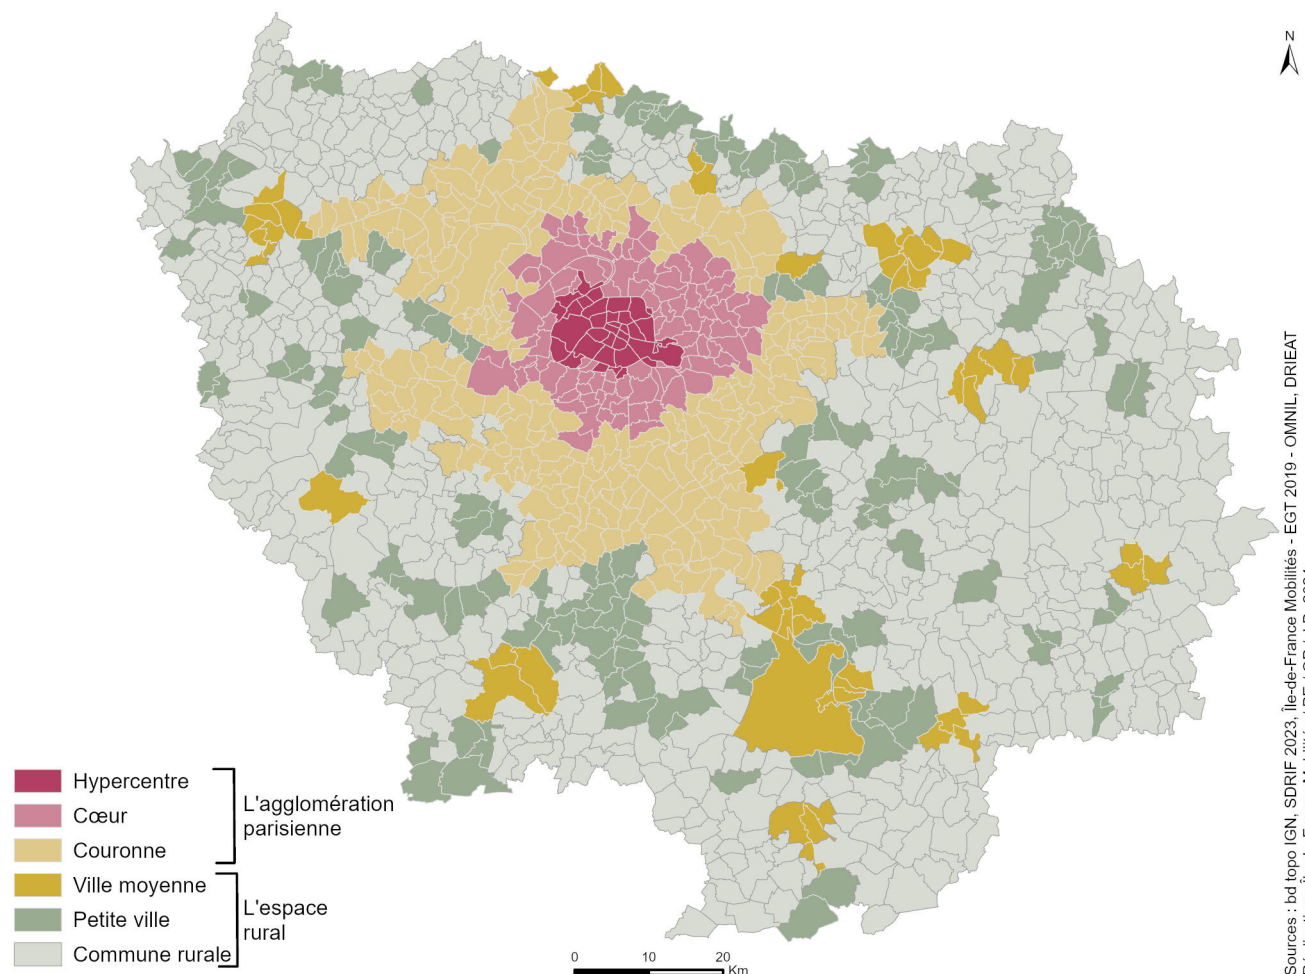 N
Hypercentre
Cœur
Couronne
Ville moyenne
Petite ville
Commune rurale
L'agglomération
parisienne
L'espace
rural
0 10 20
Km
Sources : bd topo IGN, SDRIF 2023, Île-de-France Mobilités - EGT 2019 - OMNIL, DRIEAT